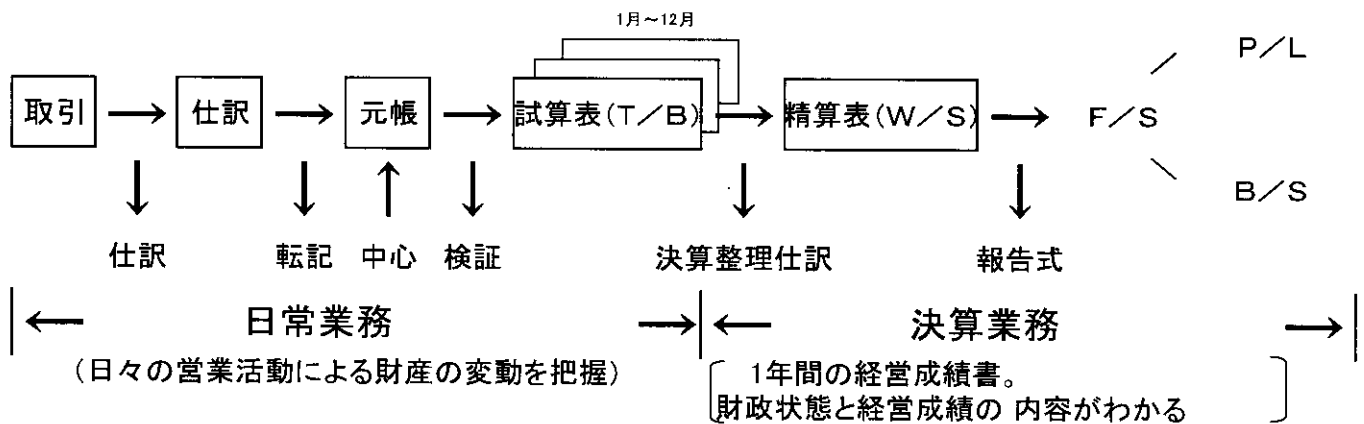 1月～12月
取引
仕訳
元帳
試算表(T／B)
精算表(W／S)
F／S
P／L
B／S
仕訳
転記
中心
検証
決算整理仕訳
報告式
日常業務
決算業務
(日々の営業活動による財産の変動を把握)
1年間の経営成績書。
財政状態と経営成績の 内容がわかる